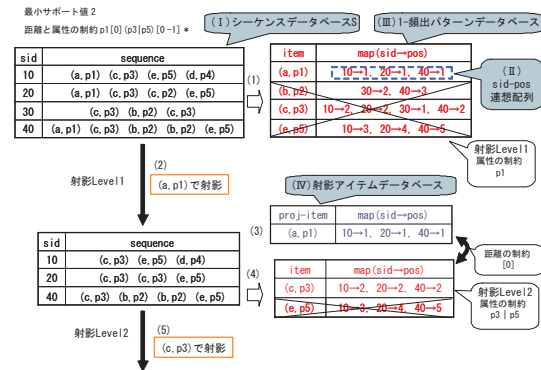 最小サポート値 2
距離と属性の制約 p1[0](p3|p5)[0-1]*
(Ⅰ)シーケンスデータベースS
sid sequence
10 (a,p1) (c,p3) (e,p5) (d,p4)
20 (a,p1) (c,p3) (c,p2) (e,p5)
30 (c,p3) (b,p2) (c,p3)
40 (a,p1) (c,p3) (b,p2) (b,p2) (e,p5)
(1)
(Ⅲ)1-頻出パターンデータベース
item map(sid→pos)
(a,p1) 10→1, 20→1, 40→1
(b,p2) 30→2, 40→3
(c,p3) 10→2, 20→2, 30→1, 40→2
(e,p5) 10→3, 20→4, 40→5
(Ⅱ)
sid-pos
連想配列
射影Level1
属性の制約
p1
射影Level1
(2)
(a,p1)で射影
(Ⅳ)射影アイテムデータベース
(3)
proj-item map(sid→pos)
(a,p1) 10→1, 20→1, 40→1
距離の制約
[0]
sid sequence
10 (c,p3) (e,p5) (d,p4)
20 (c,p3) (c,p3) (e,p5)
40 (c,p3) (b,p2) (b,p2) (e,p5)
(4)
item map(sid→pos)
(c,p3) 10→2, 20→2, 40→2
(e,p5) 10→3, 20→4, 40→5
射影Level2
属性の制約
p3|p5
射影Level2
(5)
(c,p3)で射影